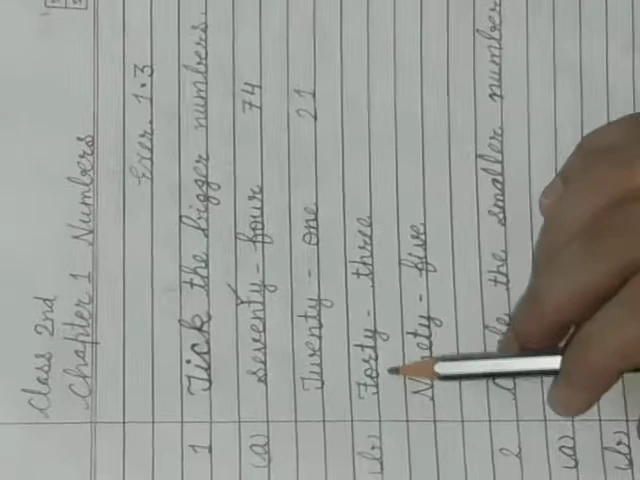 Class 2nd
Chapter 1 Numbers
Exer. 1.3
1 Tick the bigger numbers.
(a) Seventy-four 74
Twenty-one 21
(b) Forty-three
Ninety-five
2 the smaller number
(a)
(b)